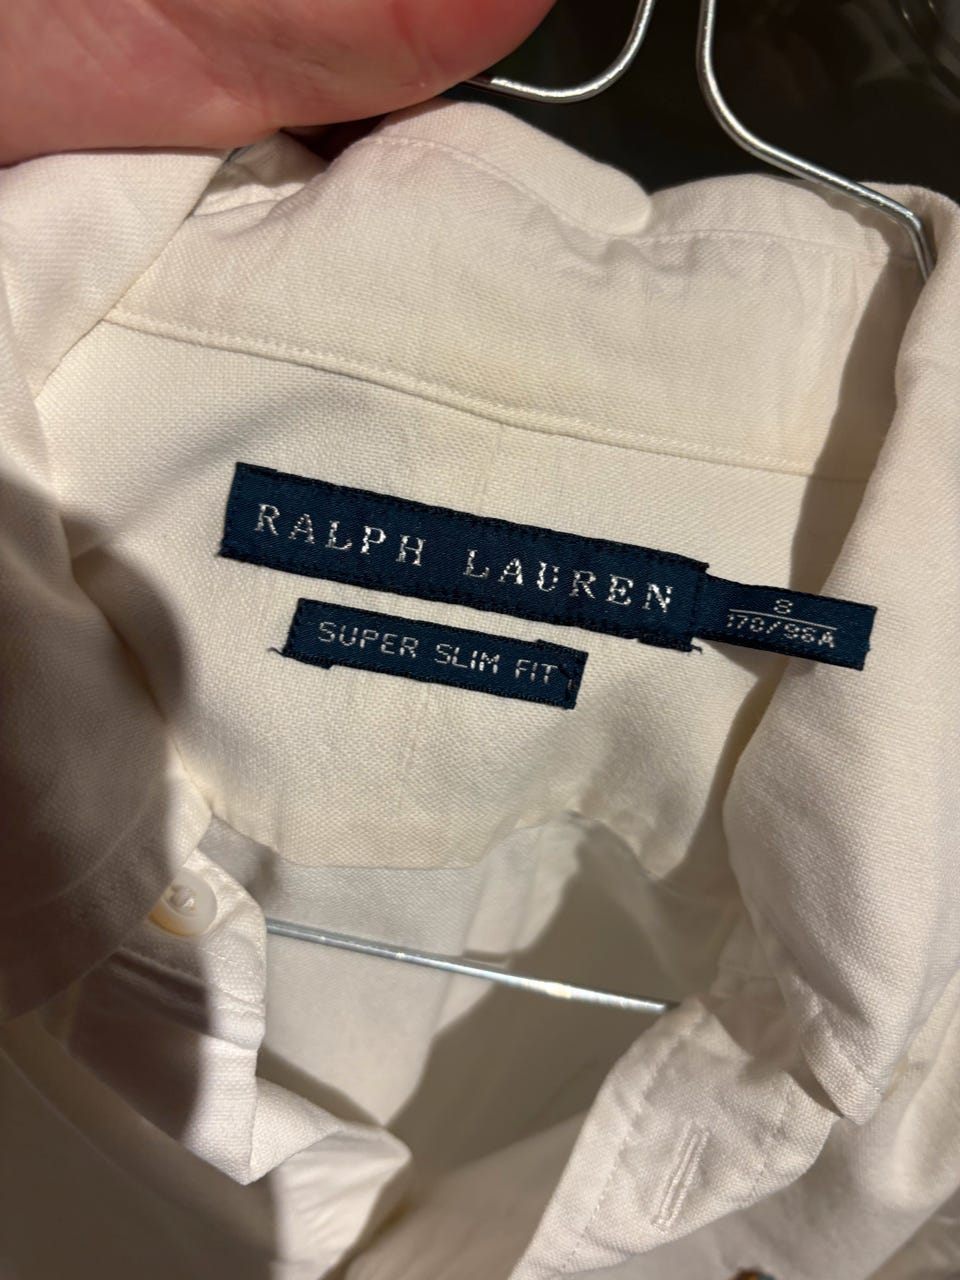 RALPH LAUREN
8
170/96A
SUPER SLIM FIT